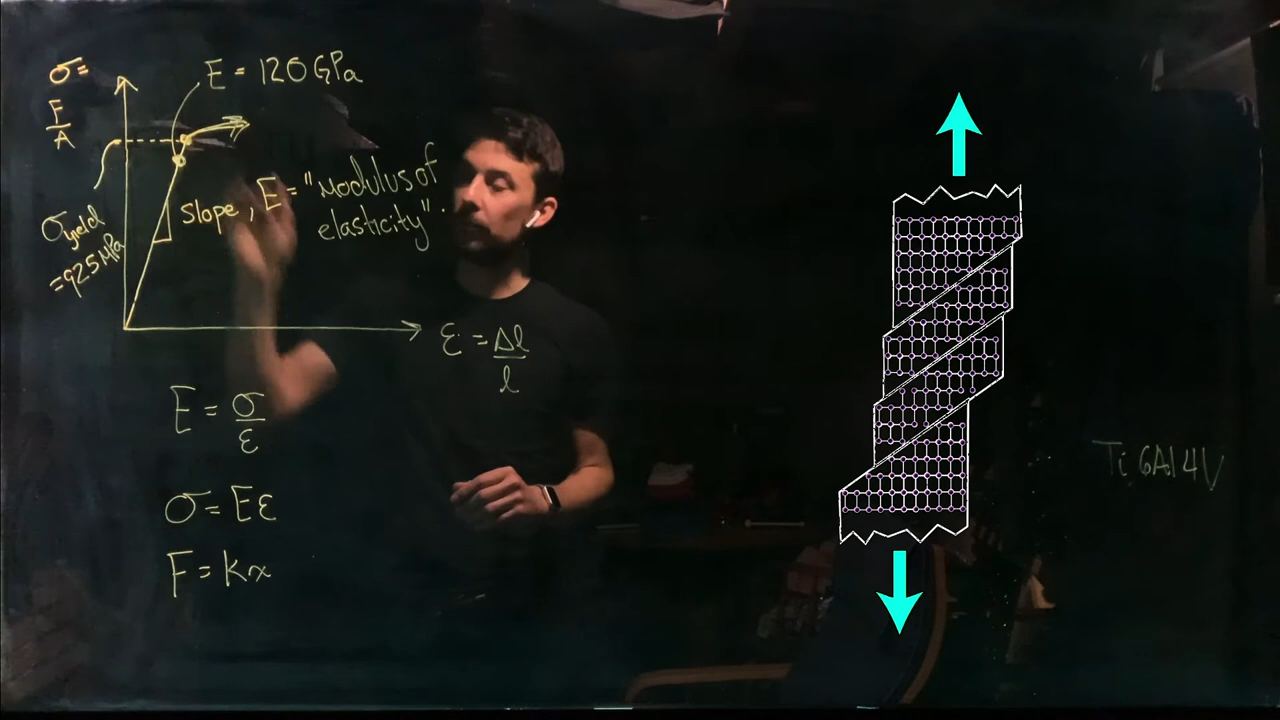 σ=
F
A
E = 120 GPa
σyield
=925 MPa
slope, E = "Modulus of
elasticity".
ε = Δl
l
E = σ
ε
σ = Eε
F = kx
Ti 6Al 4V